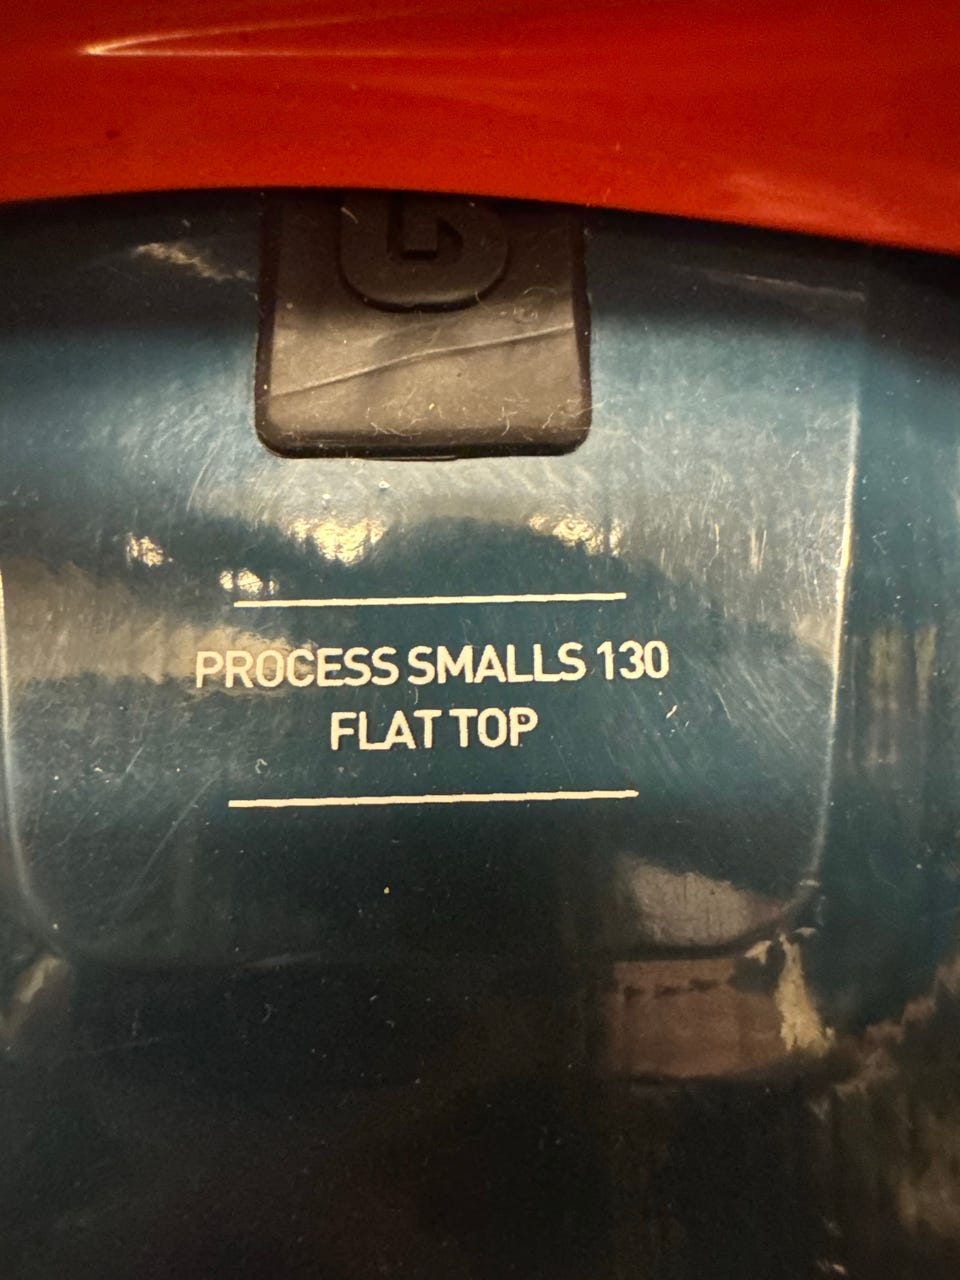 PROCESS SMALLS 130
FLAT TOP